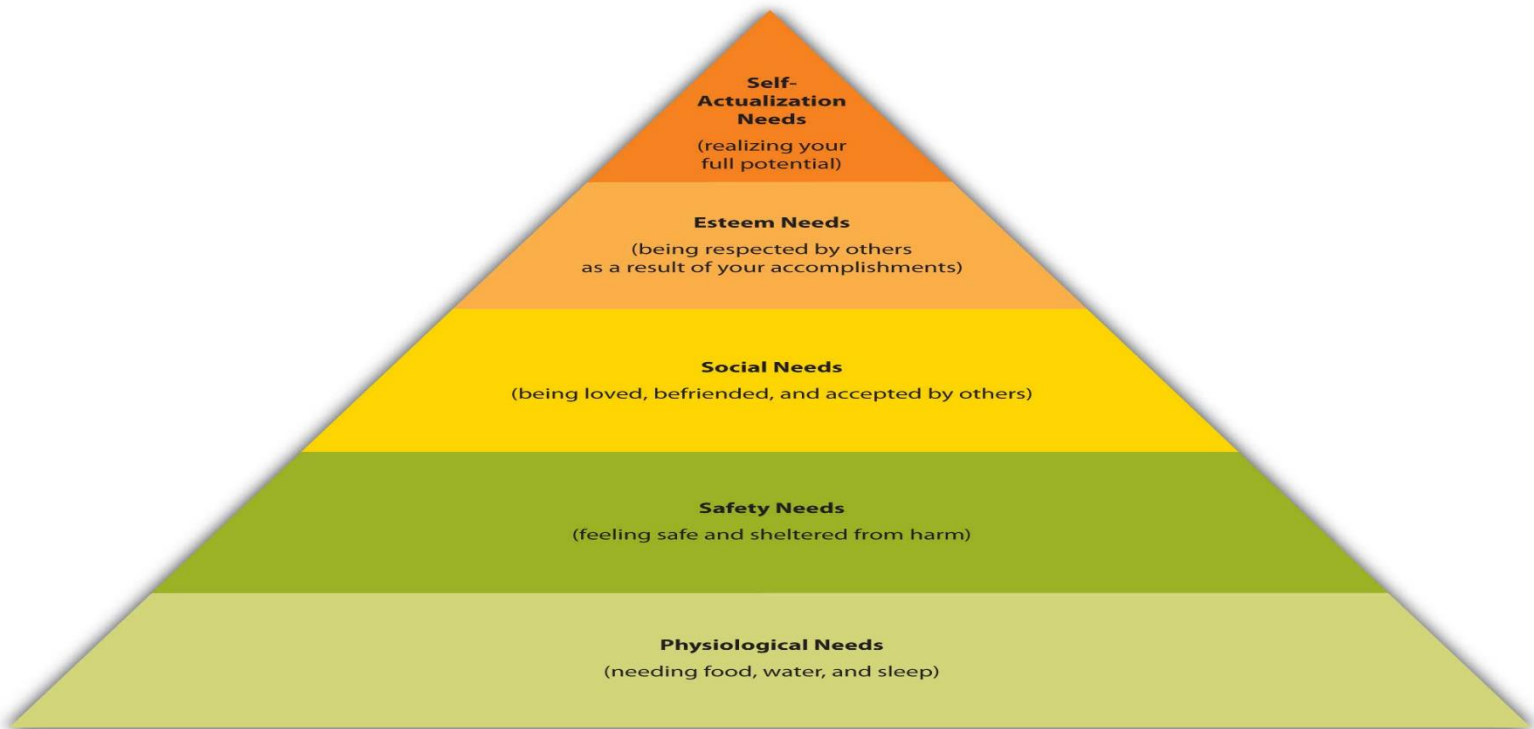 Self-
Actualization
Needs
(realizing your
full potential)
Esteem Needs
(being respected by others
as a result of your accomplishments)
Social Needs
(being loved, befriended, and accepted by others)
Safety Needs
(feeling safe and sheltered from harm)
Physiological Needs
(needing food, water, and sleep)